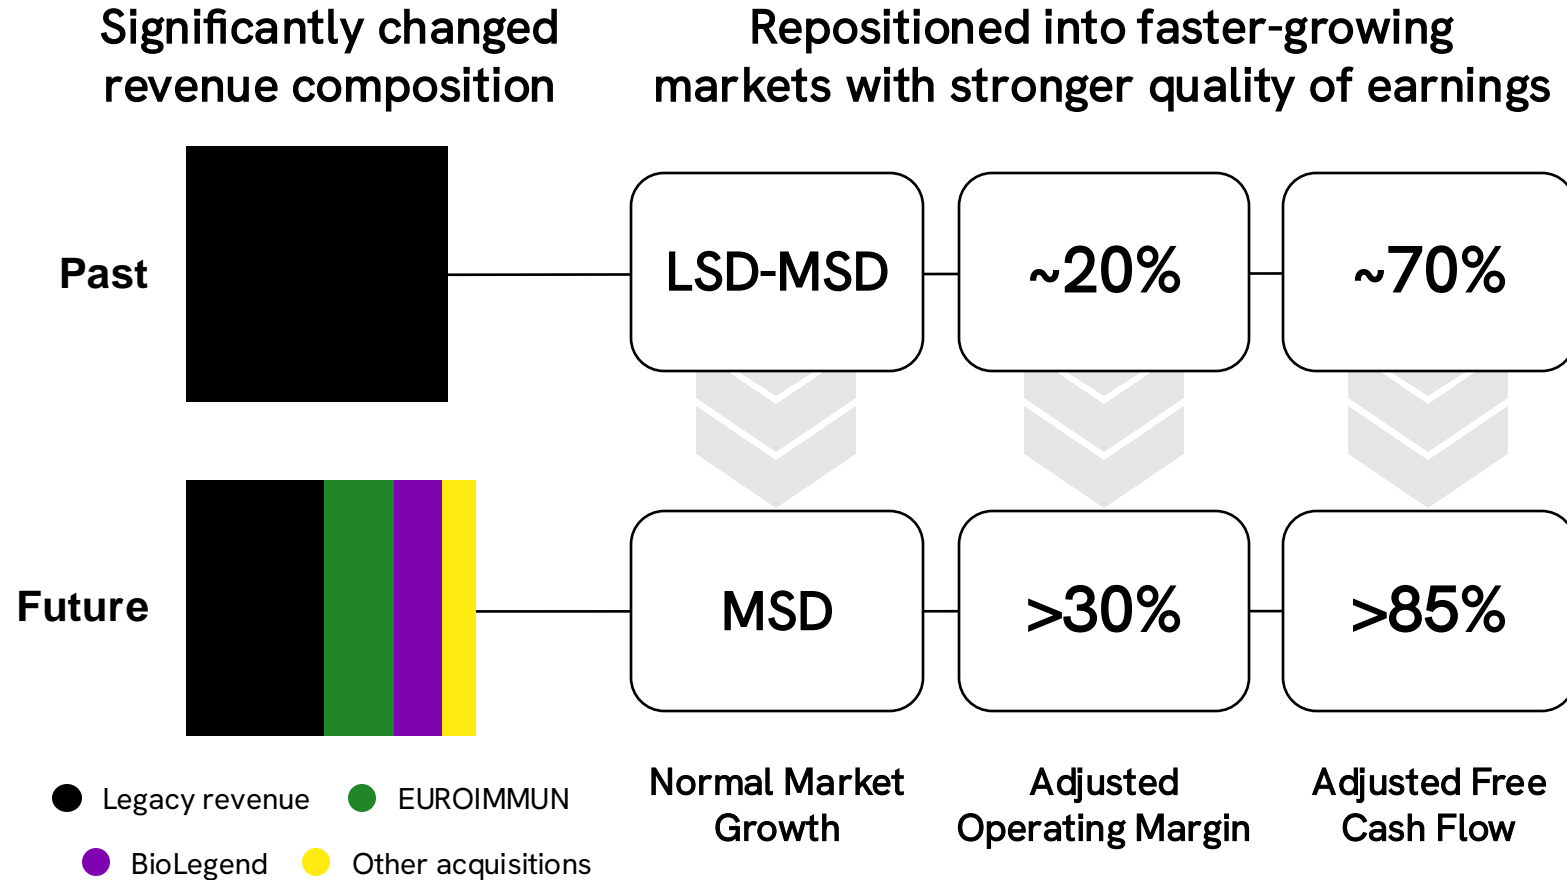 Significantly changed
revenue composition
Repositioned into faster-growing
markets with stronger quality of earnings
Past
LSD-MSD
~20%
~70%
Future
MSD
>30%
>85%
Normal Market
Growth
Adjusted
Operating Margin
Adjusted Free
Cash Flow
Legacy revenue
EUROIMMUN
BioLegend
Other acquisitions